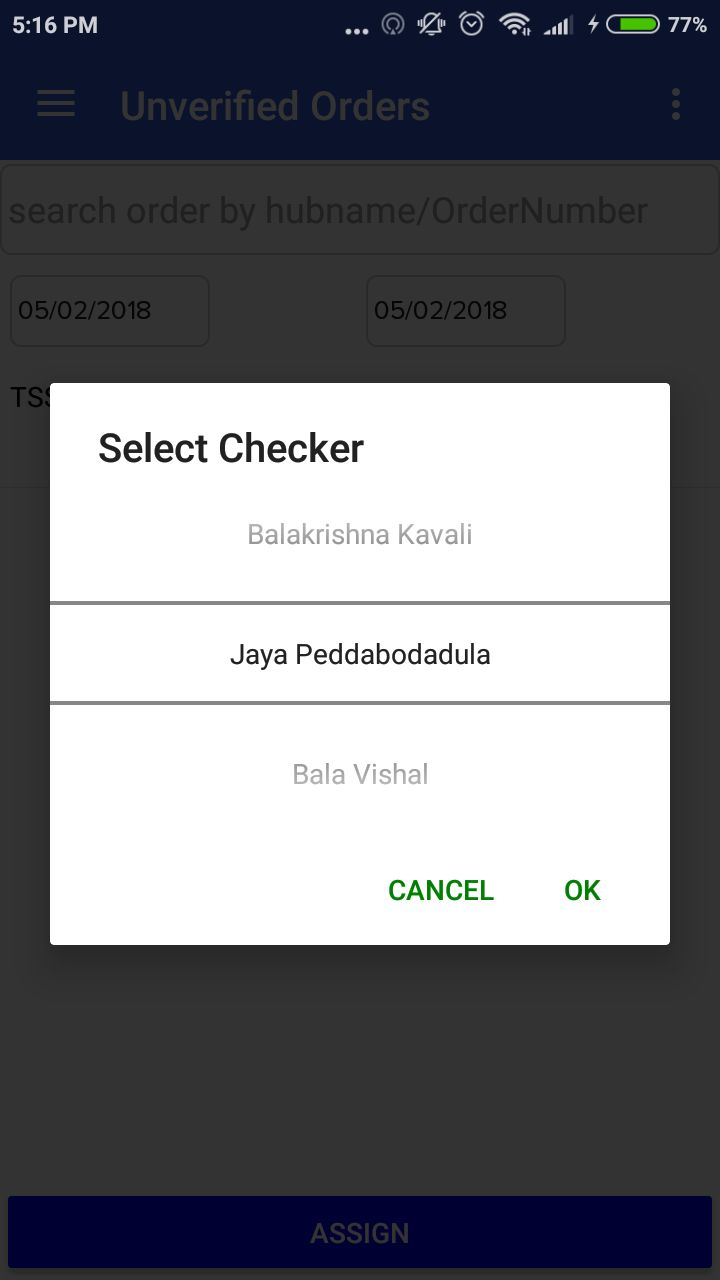 5:16 PM
77%
Unverified Orders
search order by hubname/OrderNumber
05/02/2018 05/02/2018
Select Checker
Balakrishna Kavali
Jaya Peddabodadula
Bala Vishal
CANCEL OK
ASSIGN